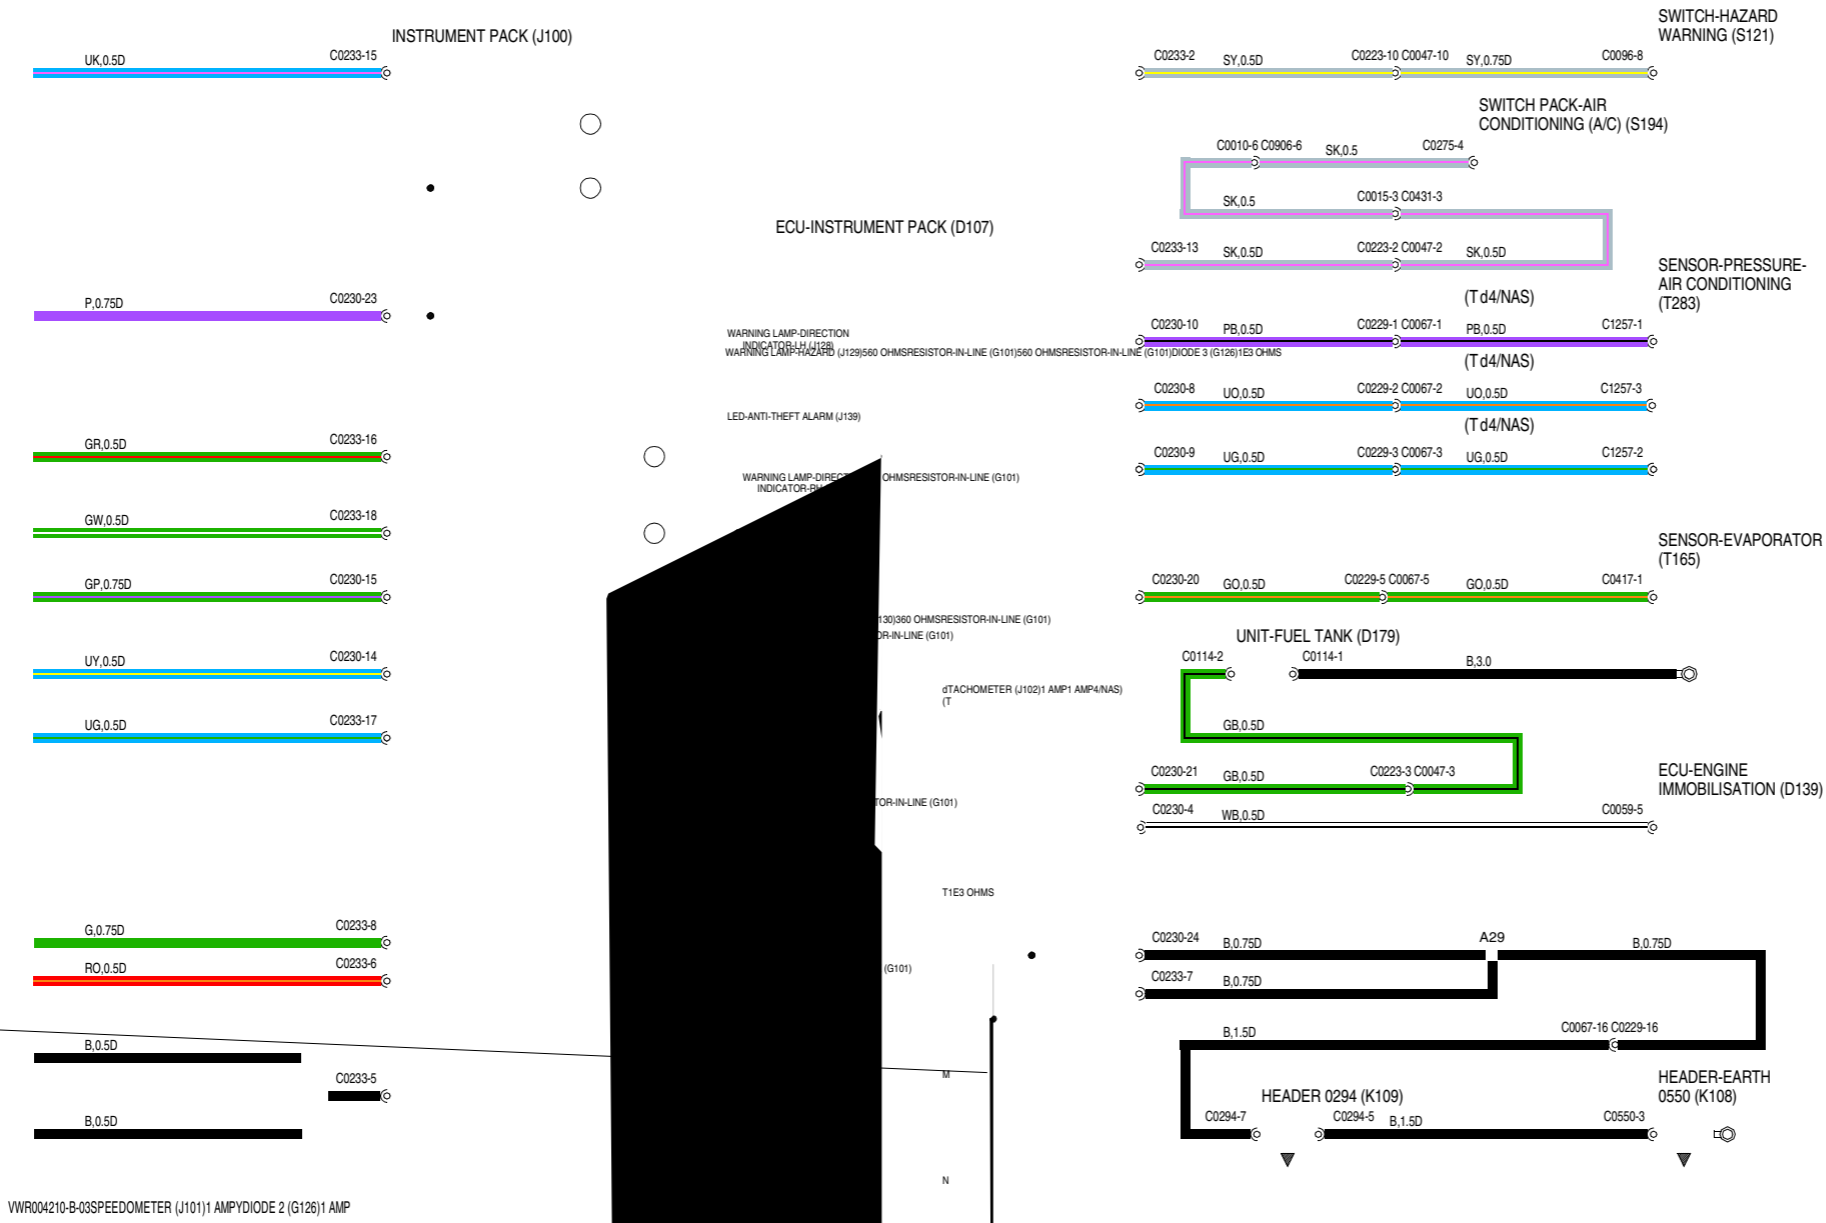 INSTRUMENT PACK (J100)
UK,0.5D
C0233-15
P,0.75D
C0230-23
GR,0.5D
C0233-16
GW,0.5D
C0233-18
GP,0.75D
C0230-15
UY,0.5D
C0230-14
UG,0.5D
C0233-17
G,0.75D
C0233-8
RO,0.5D
C0233-6
B,0.5D
C0233-5
B,0.5D
VWR004210-B-03SPEEDOMETER (J101)1 AMPYDIODE 2 (G126)1 AMP
ECU-INSTRUMENT PACK (D107)
WARNING LAMP-DIRECTION
INDICATOR-LH (J128)
WARNING LAMP-HAZARD (J129)560 OHMSRESISTOR-IN-LINE (G101)560 OHMSRESISTOR-IN-LINE (G101)DIODE 3 (G126)1E3 OHMS
LED-ANTI-THEFT ALARM (J139)
WARNING LAMP-DIREC OHMSRESISTOR-IN-LINE (G101)
INDICATOR-RH
130)360 OHMSRESISTOR-IN-LINE (G101)
OR-IN-LINE (G101)
dTACHOMETER (J102)1 AMP1 AMP4/NAS)
(T
TOR-IN-LINE (G101)
T1E3 OHMS
(G101)
M
N
SWITCH-HAZARD
WARNING (S121)
C0233-2
SY,0.5D
C0223-10 C0047-10
SY,0.75D
C0096-8
SWITCH PACK-AIR
CONDITIONING (A/C) (S194)
C0010-6 C0906-6
SK,0.5
C0275-4
SK,0.5
C0015-3 C0431-3
C0233-13
SK,0.5D
C0223-2 C0047-2
SK,0.5D
SENSOR-PRESSURE-
AIR CONDITIONING
(T283)
(Td4/NAS)
C0230-10
PB,0.5D
C0229-1 C0067-1
PB,0.5D
C1257-1
(Td4/NAS)
C0230-8
UO,0.5D
C0229-2 C0067-2
UO,0.5D
C1257-3
(Td4/NAS)
C0230-9
UG,0.5D
C0229-3 C0067-3
UG,0.5D
C1257-2
SENSOR-EVAPORATOR
(T165)
C0230-20
GO,0.5D
C0229-5 C0067-5
GO,0.5D
C0417-1
UNIT-FUEL TANK (D179)
C0114-2
C0114-1
B,3.0
GB,0.5D
C0230-21
GB,0.5D
C0223-3 C0047-3
ECU-ENGINE
IMMOBILISATION (D139)
C0230-4
WB,0.5D
C0059-5
C0230-24
B,0.75D
A29
B,0.75D
C0233-7
B,0.75D
B,1.5D
C0067-16 C0229-16
HEADER 0294 (K109)
HEADER-EARTH
0550 (K108)
C0294-7
C0294-5
B,1.5D
C0550-3